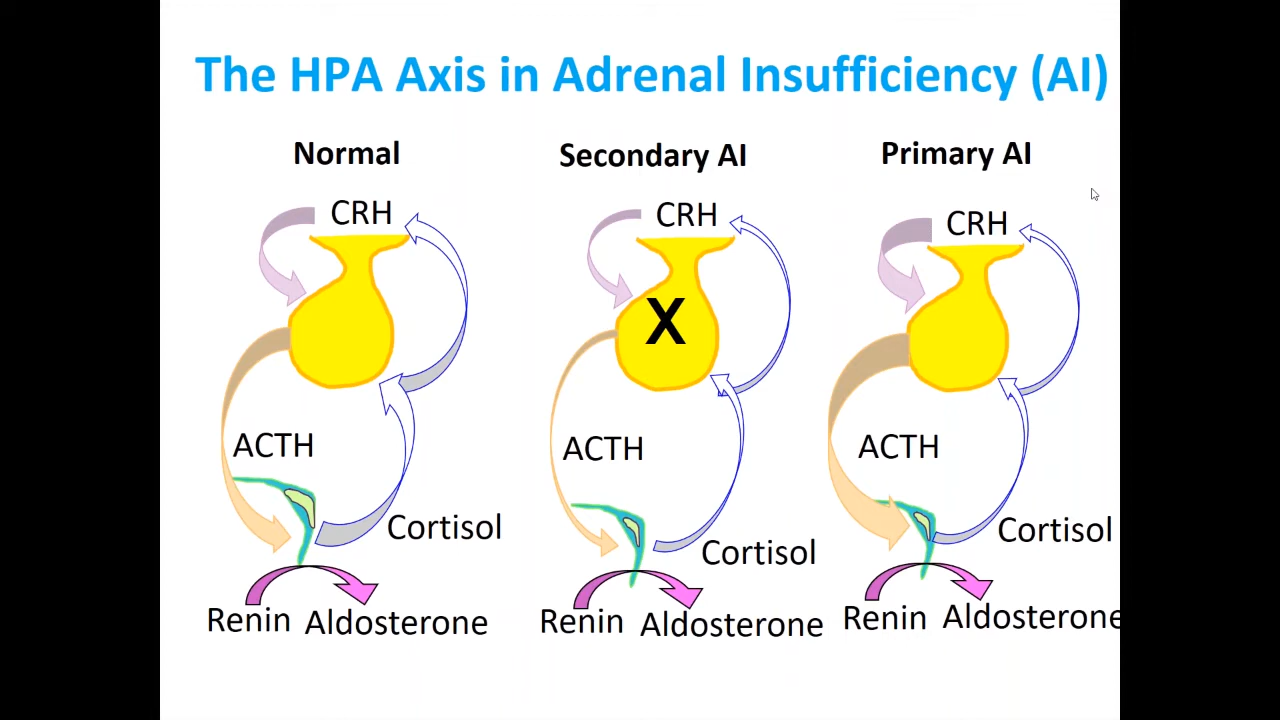 The HPA Axis in Adrenal Insufficiency (AI)
Normal
CRH
ACTH
Cortisol
Renin Aldosterone
Secondary AI
CRH
X
ACTH
Cortisol
Renin Aldosterone
Primary AI
CRH
ACTH
Cortisol
Renin Aldosterone